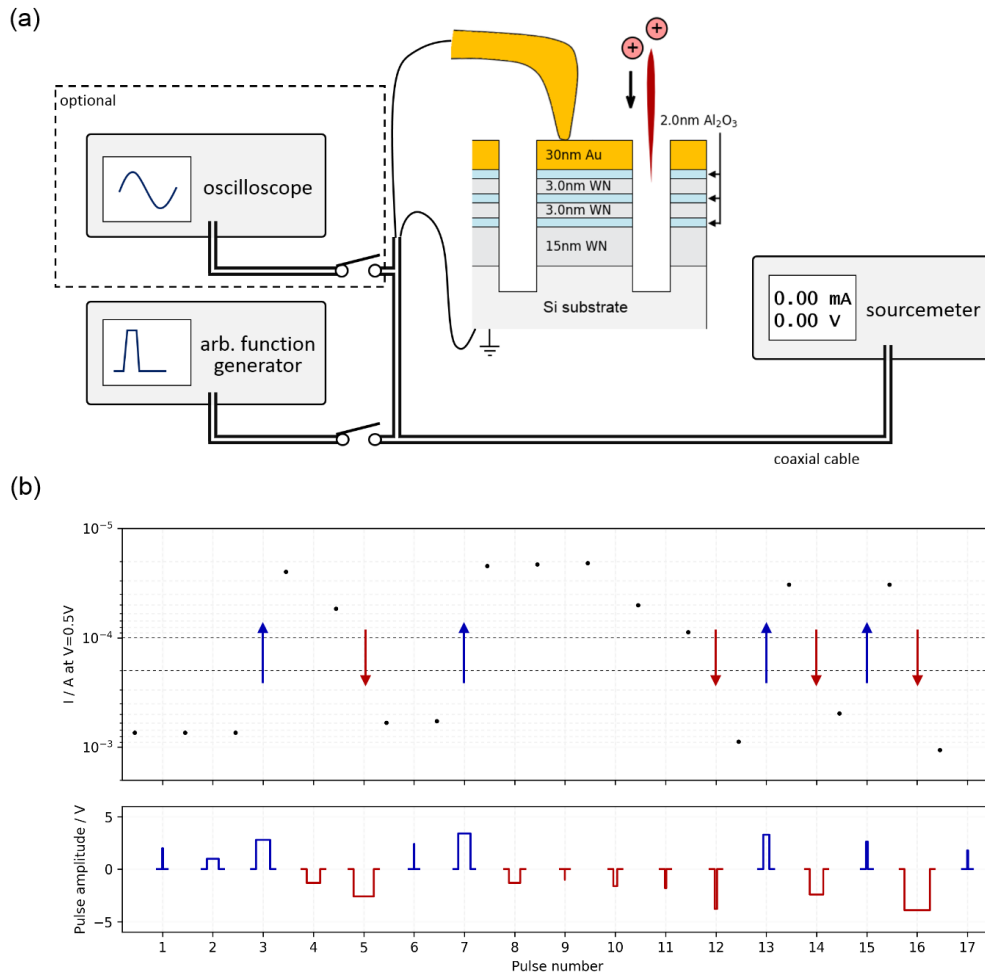 (a)
optional
oscilloscope
arb. function
generator
2.0nm Al₂O₃
30nm Au
3.0nm WN
3.0nm WN
15nm WN
Si substrate
0.00 mA
0.00 V
sourcemeter
coaxial cable
(b)
I / A at V=0.5V
10⁻⁵
10⁻⁴
10⁻³
Pulse amplitude / V
5
0
−5
1 2 3 4 5 6 7 8 9 10 11 12 13 14 15 16 17
Pulse number